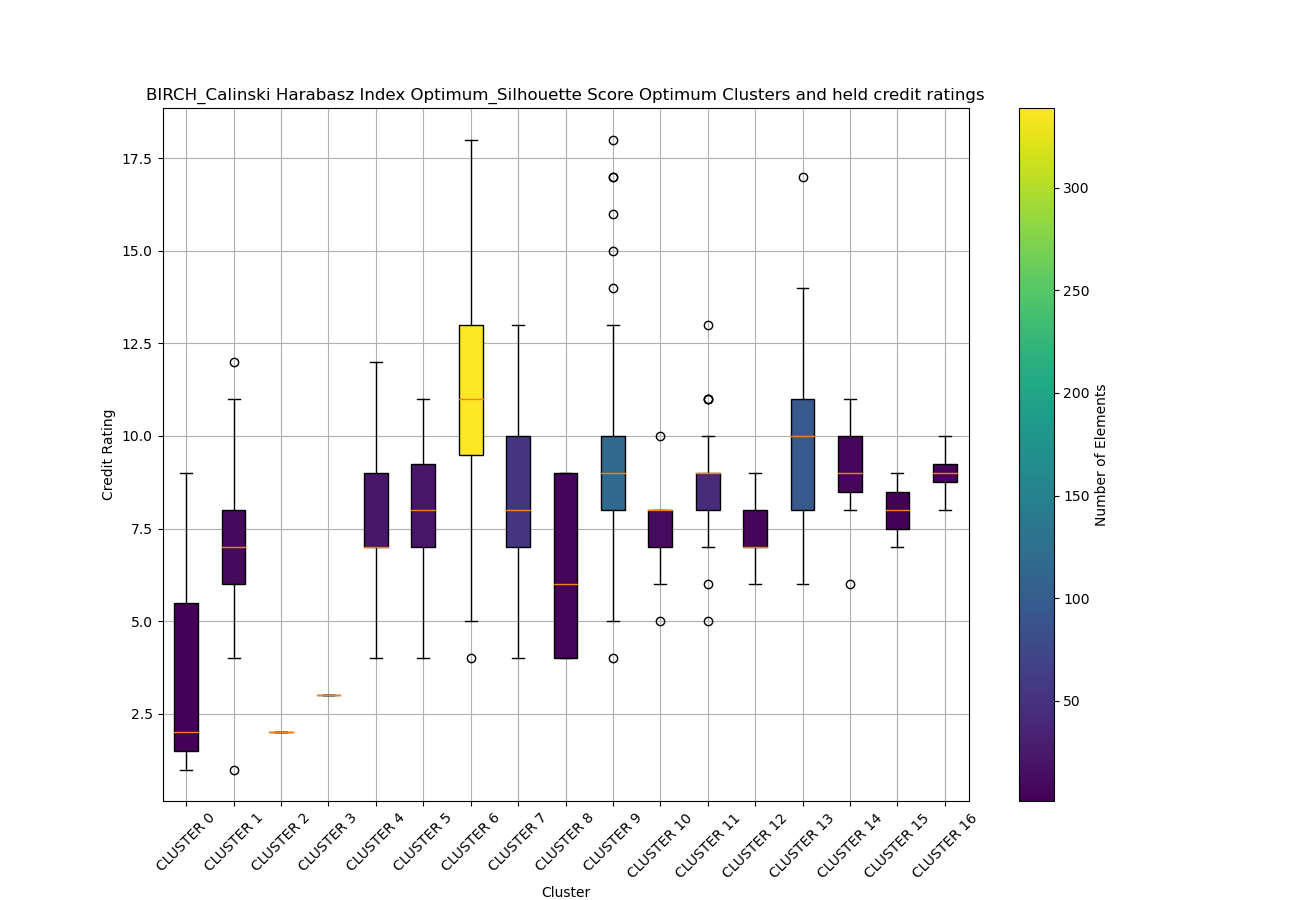 BIRCH_Calinski Harabasz Index Optimum_Silhouette Score Optimum Clusters and held credit ratings
17.5
15.0
12.5
10.0
7.5
5.0
2.5
Credit Rating
CLUSTER 0
CLUSTER 1
CLUSTER 2
CLUSTER 3
CLUSTER 4
CLUSTER 5
CLUSTER 6
CLUSTER 7
CLUSTER 8
CLUSTER 9
CLUSTER 10
CLUSTER 11
CLUSTER 12
CLUSTER 13
CLUSTER 14
CLUSTER 15
CLUSTER 16
Cluster
300
250
200
150
100
50
Number of Elements